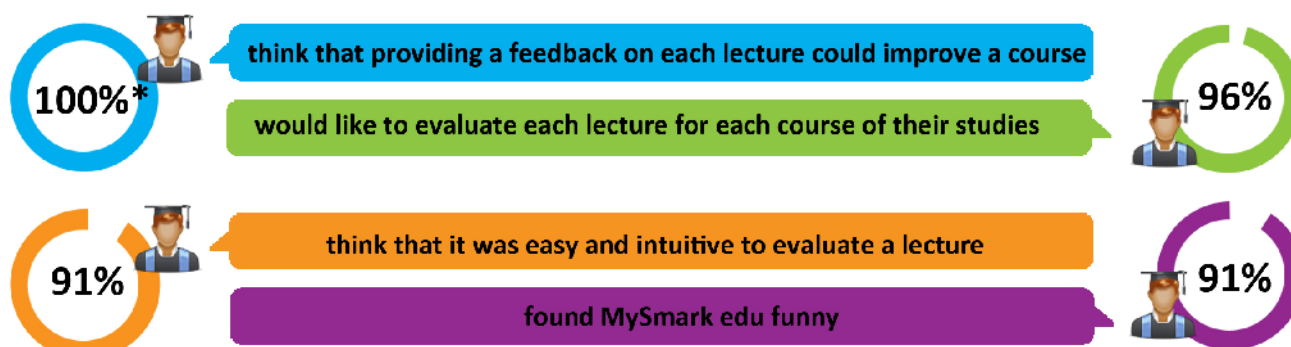 think that providing a feedback on each lecture could improve a course
100%*
96%
would like to evaluate each lecture for each course of their studies
think that it was easy and intuitive to evaluate a lecture
91%
91%
found MySmark edu funny